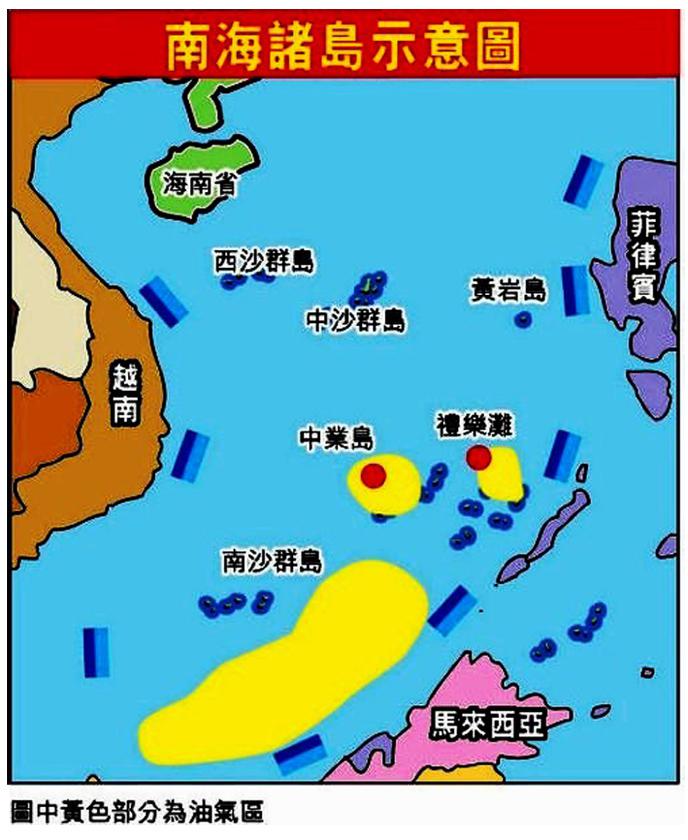 南海諸島示意圖
海南省
西沙群島
中沙群島
黃岩島
菲律賓
越南
中業島
禮樂灘
南沙群島
馬來西亞
圖中黃色部分為油氣區